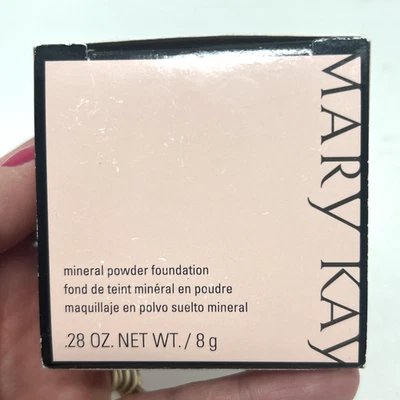 MARY KAY
mineral powder foundation
fond de teint minéral en poudre
maquillaje en polvo suelto mineral
.28 OZ. NET WT. / 8 g